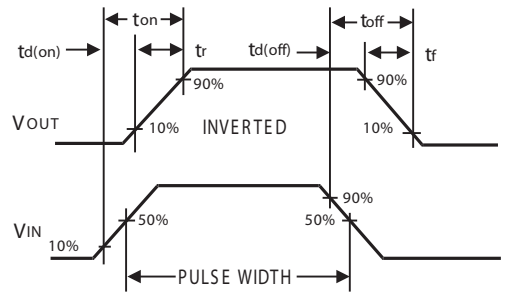 ton
toff
td(on)
tr
td(off)
tf
90%
90%
VOUT
10%
INVERTED
10%
90%
VIN
50%
50%
10%
PULSE WIDTH